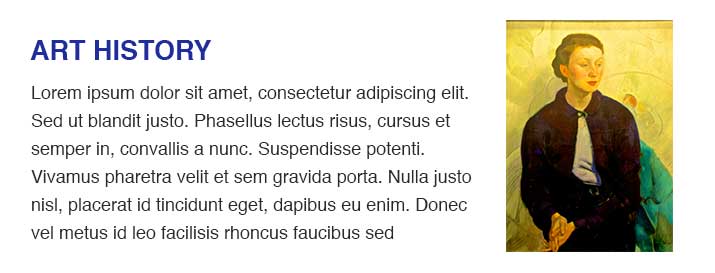 ART HISTORY
Lorem ipsum dolor sit amet, consectetur adipiscing elit.
Sed ut blandit justo. Phasellus lectus risus, cursus et
semper in, convallis a nunc. Suspendisse potenti.
Vivamus pharetra velit et sem gravida porta. Nulla justo
nisl, placerat id tincidunt eget, dapibus eu enim. Donec
vel metus id leo facilisis rhoncus faucibus sed